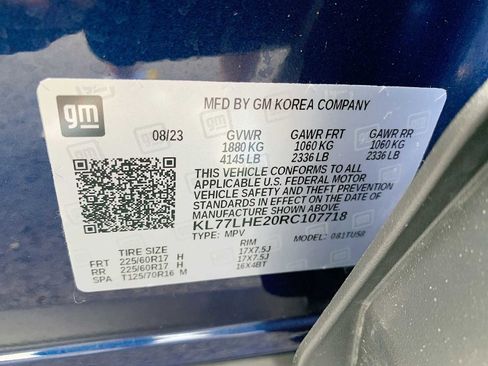 gm
MFD BY GM KOREA COMPANY
08/23 GVWR GAWR FRT GAWR RR
1880 KG 1060 KG 1060 KG
4145 LB 2336 LB 2336 LB
THIS VEHICLE CONFORMS TO ALL
APPLICABLE U.S. FEDERAL MOTOR
VEHICLE SAFETY AND THEFT PREVENTION
STANDARDS IN EFFECT ON THE DATE OF
MANUFACTURE SHOWN ABOVE.
KL77LHE20RC107718
TYPE: MPV MODEL: 081TU58
TIRE SIZE RIM
FRT 225/60R17 H 17X7.5J
RR 225/60R17 H 17X7.5J
SPA T125/70R16 M 16X4BT